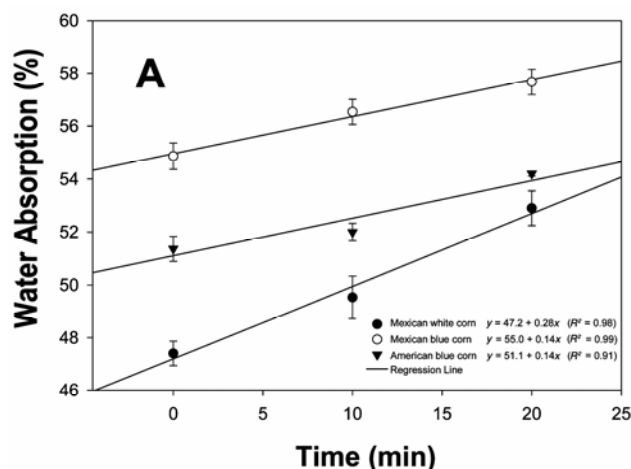 A
Water Absorption (%)
60
58
56
54
52
50
48
46
Mexican white corn y = 47.2 + 0.28x (R² = 0.98)
Mexican blue corn y = 55.0 + 0.14x (R² = 0.99)
American blue corn y = 51.1 + 0.14x (R² = 0.91)
Regression Line
0 5 10 15 20 25
Time (min)